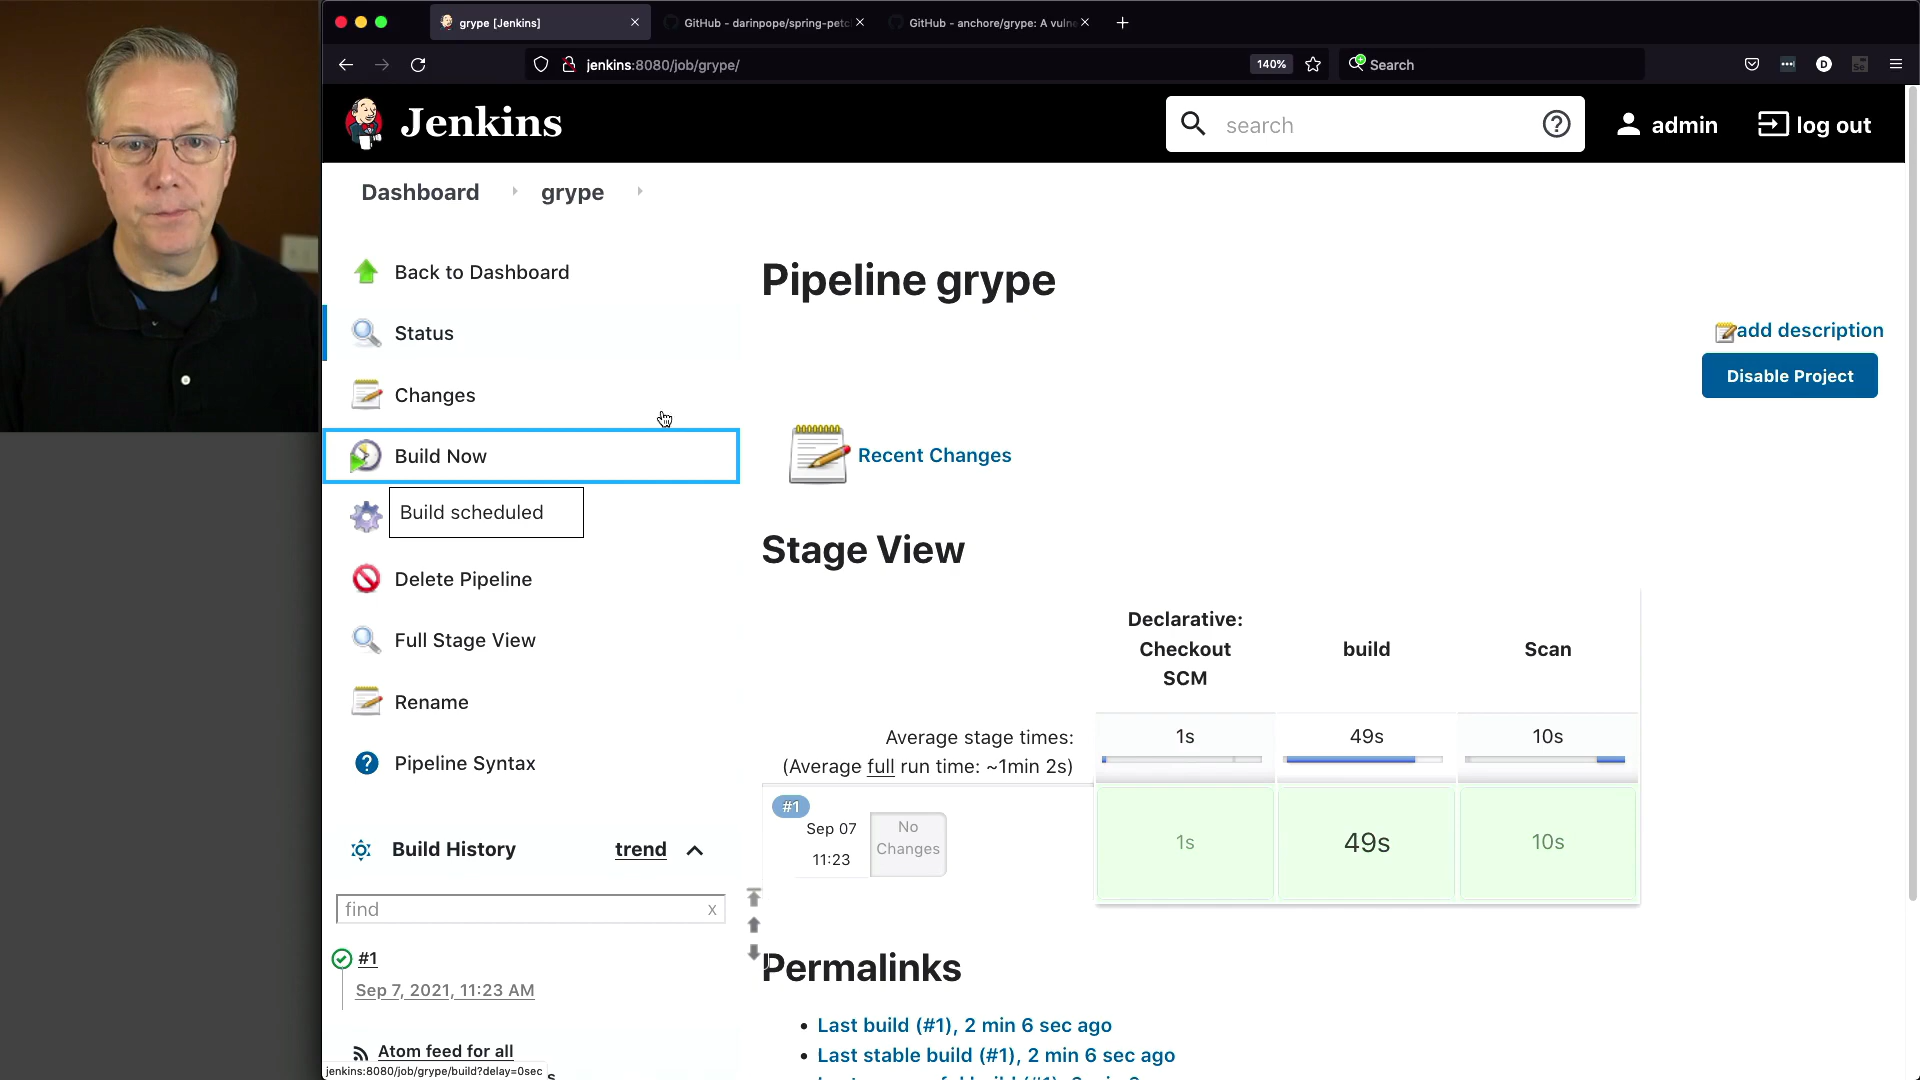 grype [Jenkins]
GitHub - darinpope/spring-petc
GitHub - anchore/grype: A vulne
jenkins:8080/job/grype/
140%
Search
Jenkins
search
admin
log out
Dashboard
grype
Back to Dashboard
Status
Changes
Build Now
Build scheduled
Delete Pipeline
Full Stage View
Rename
Pipeline Syntax
Build History
trend
find
x
#1
Sep 7, 2021, 11:23 AM
Atom feed for all
jenkins:8080/job/grype/build?delay=0sec
Pipeline grype
add description
Disable Project
Recent Changes
Stage View
Declarative:
Checkout
SCM
build
Scan
Average stage times:
(Average full run time: ~1min 2s)
1s
49s
10s
#1
Sep 07
11:23
No
Changes
1s
49s
10s
Permalinks
Last build (#1), 2 min 6 sec ago
Last stable build (#1), 2 min 6 sec ago